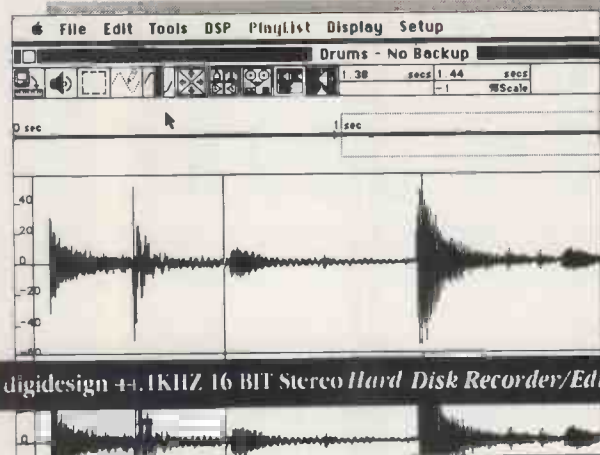 File Edit Tools DSP PlayList Display Setup
Drums - No Backup
1.38 secs 1.44 secs
-1 %Scale
0 sec 1 sec
40
20
0
-20
-40
digidesign 44.1KHZ 16 BIT Stereo Hard Disk Recorder/Edi
0